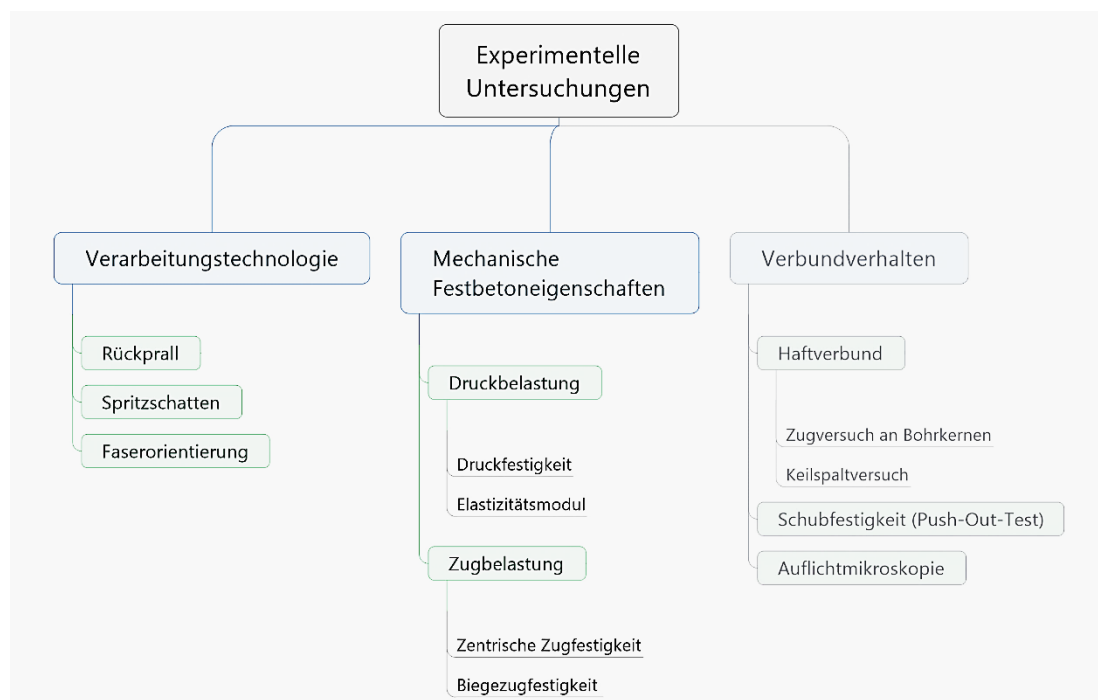 Experimentelle
Untersuchungen
Verarbeitungstechnologie
Rückprall
Spritzschatten
Faserorientierung
Mechanische
Festbetoneigenschaften
Druckbelastung
Druckfestigkeit
Elastizitätsmodul
Zugbelastung
Zentrische Zugfestigkeit
Biegezugfestigkeit
Verbundverhalten
Haftverbund
Zugversuch an Bohrkernen
Keilspaltversuch
Schubfestigkeit (Push-Out-Test)
Auflichtmikroskopie